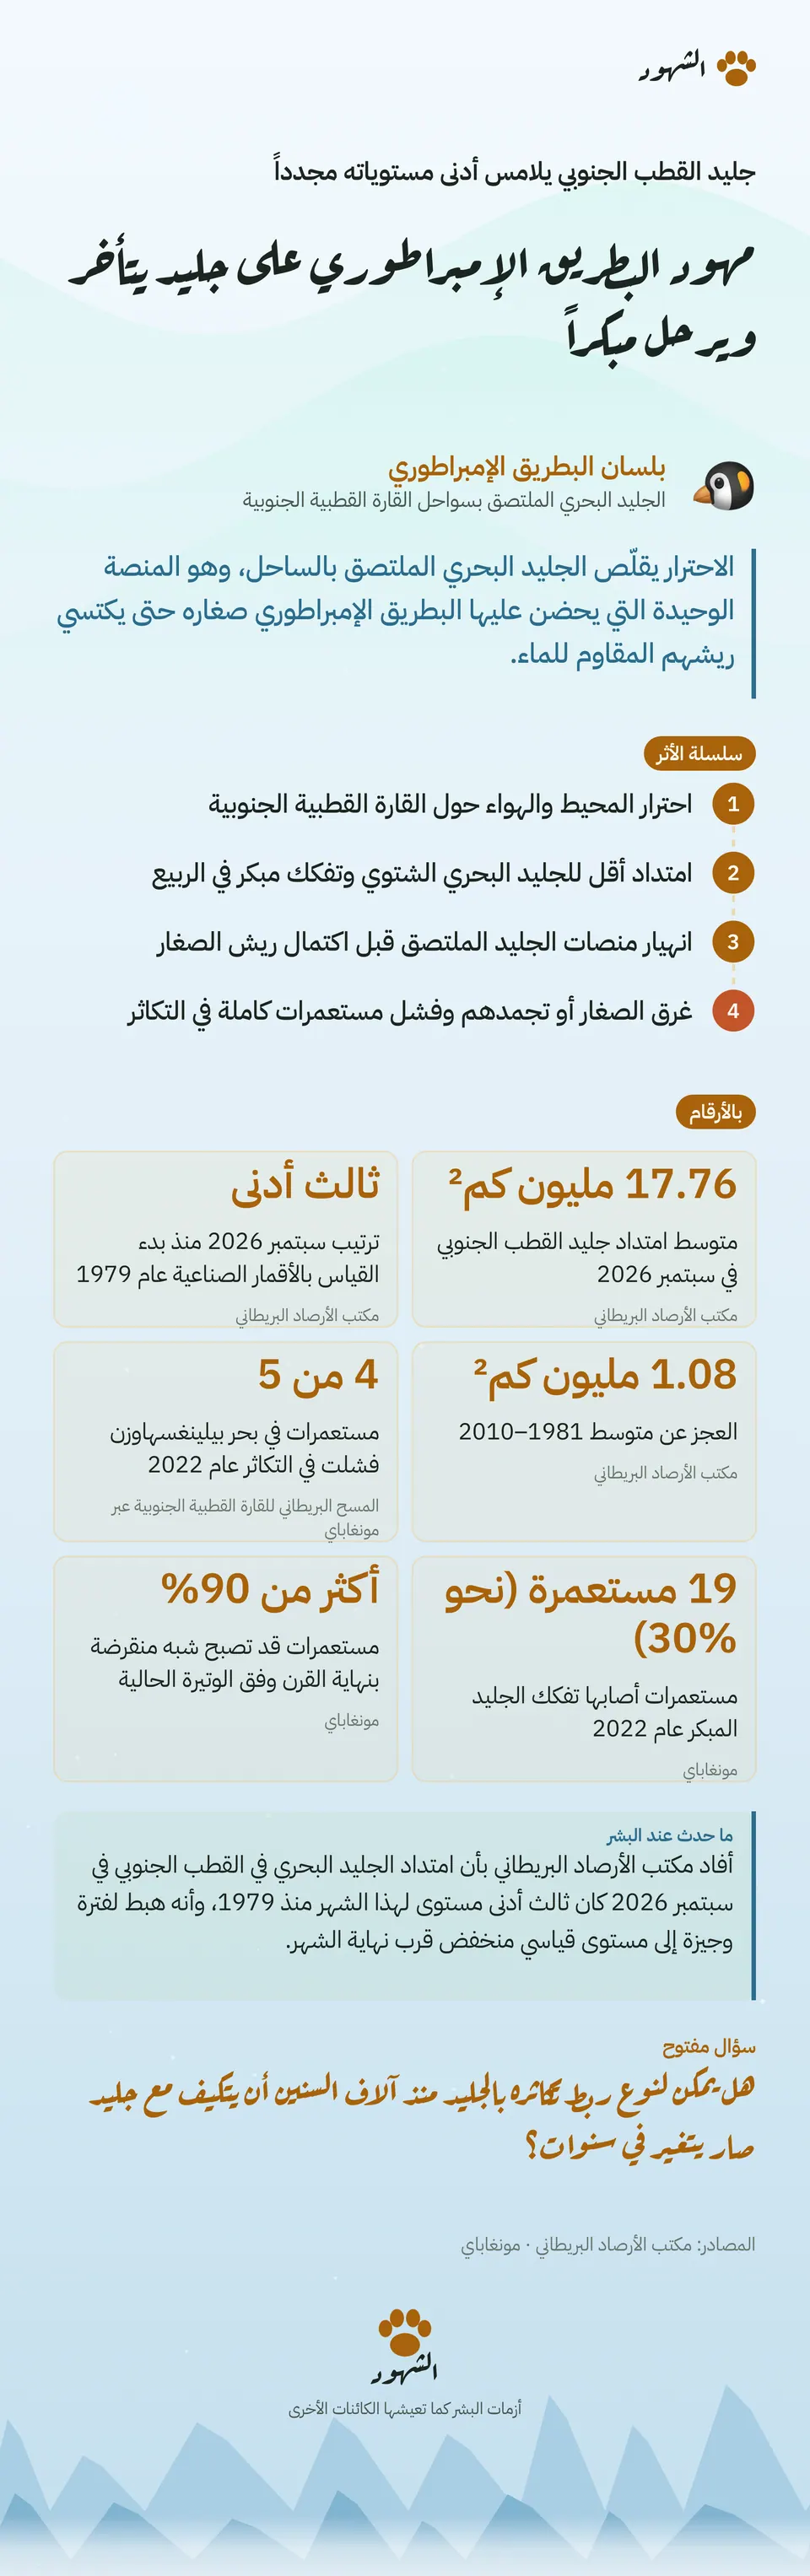 الشهود
جليد القطب الجنوبي يلامس أدنى مستوياته مجدداً
مهود البطريق الإمبراطوري على جليد يتأخر
ويرحل مبكراً
بلسان البطريق الإمبراطوري
الجليد البحري الملتصق بسواحل القارة القطبية الجنوبية
الاحترار يقلّص الجليد البحري الملتصق بالساحل، وهو المنصة
الوحيدة التي يحضن عليها البطريق الإمبراطوري صغاره حتى يكتسي
ريشهم المقاوم للماء.
سلسلة الأثر
1 احترار المحيط والهواء حول القارة القطبية الجنوبية
2 امتداد أقل للجليد البحري الشتوي وتفكك مبكر في الربيع
3 انهيار منصات الجليد الملتصق قبل اكتمال ريش الصغار
4 غرق الصغار أو تجمدهم وفشل مستعمرات كاملة في التكاثر
بالأرقام
17.76 مليون كم²
متوسط امتداد جليد القطب الجنوبي
في سبتمبر 2026
مكتب الأرصاد البريطاني
ثالث أدنى
ترتيب سبتمبر 2026 منذ بدء
القياس بالأقمار الصناعية عام 1979
مكتب الأرصاد البريطاني
1.08 مليون كم²
العجز عن متوسط 1981–2010
مكتب الأرصاد البريطاني
4 من 5
مستعمرات في بحر بيلينغسهاوزن
فشلت في التكاثر عام 2022
المسح البريطاني للقارة القطبية الجنوبية عبر
مونغاباي
19 مستعمرة (نحو
30%)
مستعمرات أصابها تفكك الجليد
المبكر عام 2022
مونغاباي
أكثر من 90%
مستعمرات قد تصبح شبه منقرضة
بنهاية القرن وفق الوتيرة الحالية
مونغاباي
ما حدث عند البشر
أفاد مكتب الأرصاد البريطاني بأن امتداد الجليد البحري في القطب الجنوبي في
سبتمبر 2026 كان ثالث أدنى مستوى لهذا الشهر منذ 1979، وأنه هبط لفترة
وجيزة إلى مستوى قياسي منخفض قرب نهاية الشهر.
سؤال مفتوح
هل يمكن لنوع ربط تكاثره بالجليد منذ آلاف السنين أن يتكيف مع جليد
صار يتغير في سنوات؟
المصادر: مكتب الأرصاد البريطاني · مونغاباي
الشهود
أزمات البشر كما تعيشها الكائنات الأخرى